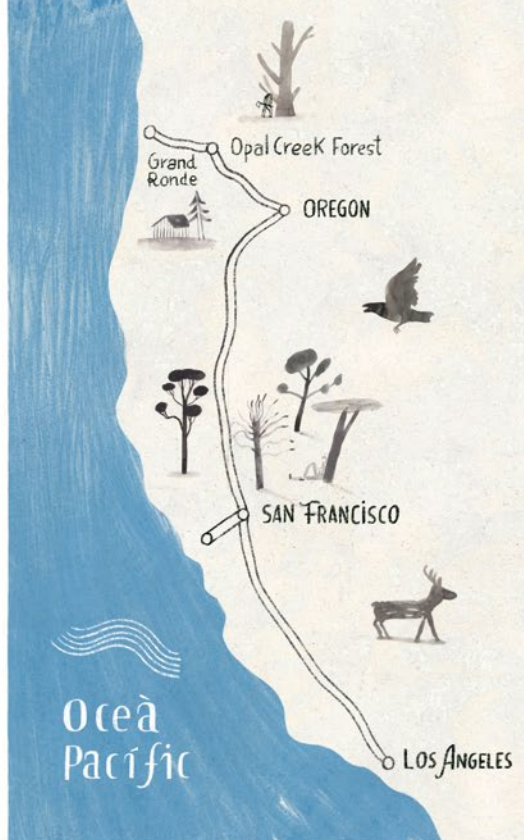 Opal Creek Forest
Grand
Ronde
OREGON
SAN FRANCISCO
Oceà
Pacífic
LOS ANGELES